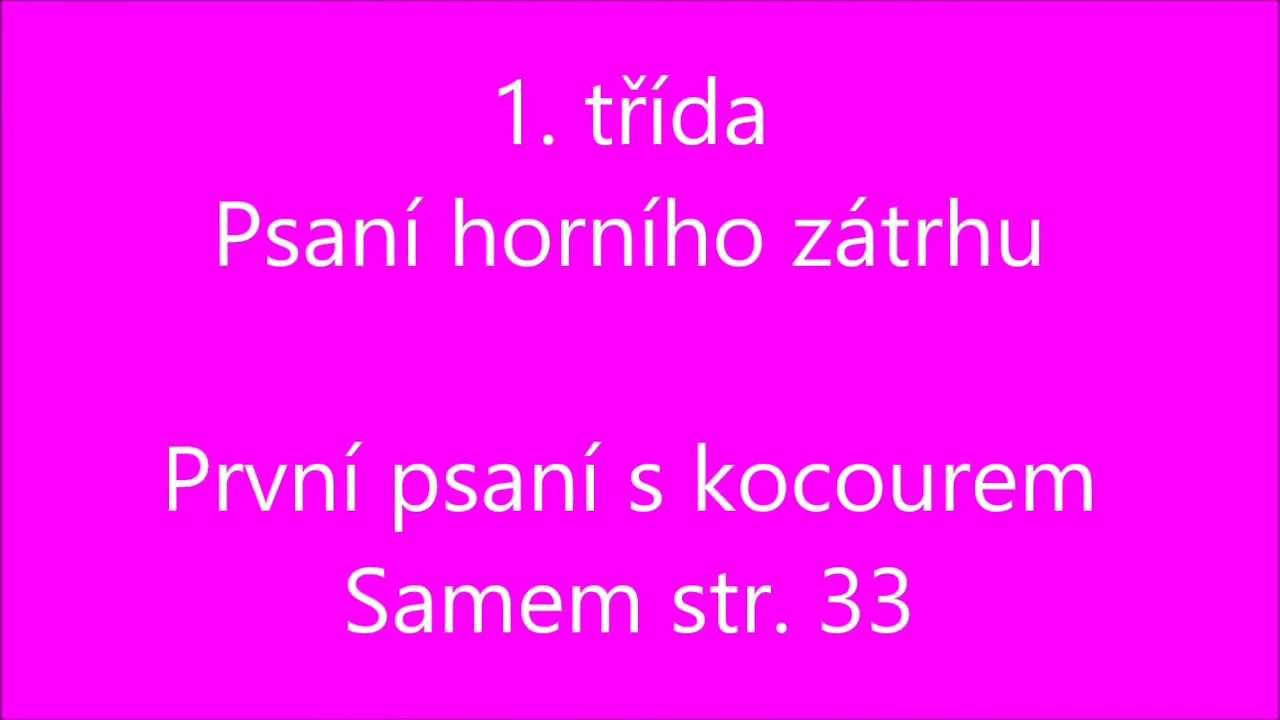 1. třída
Psaní horního zátrhu
První psaní s kocourem
Samem str. 33